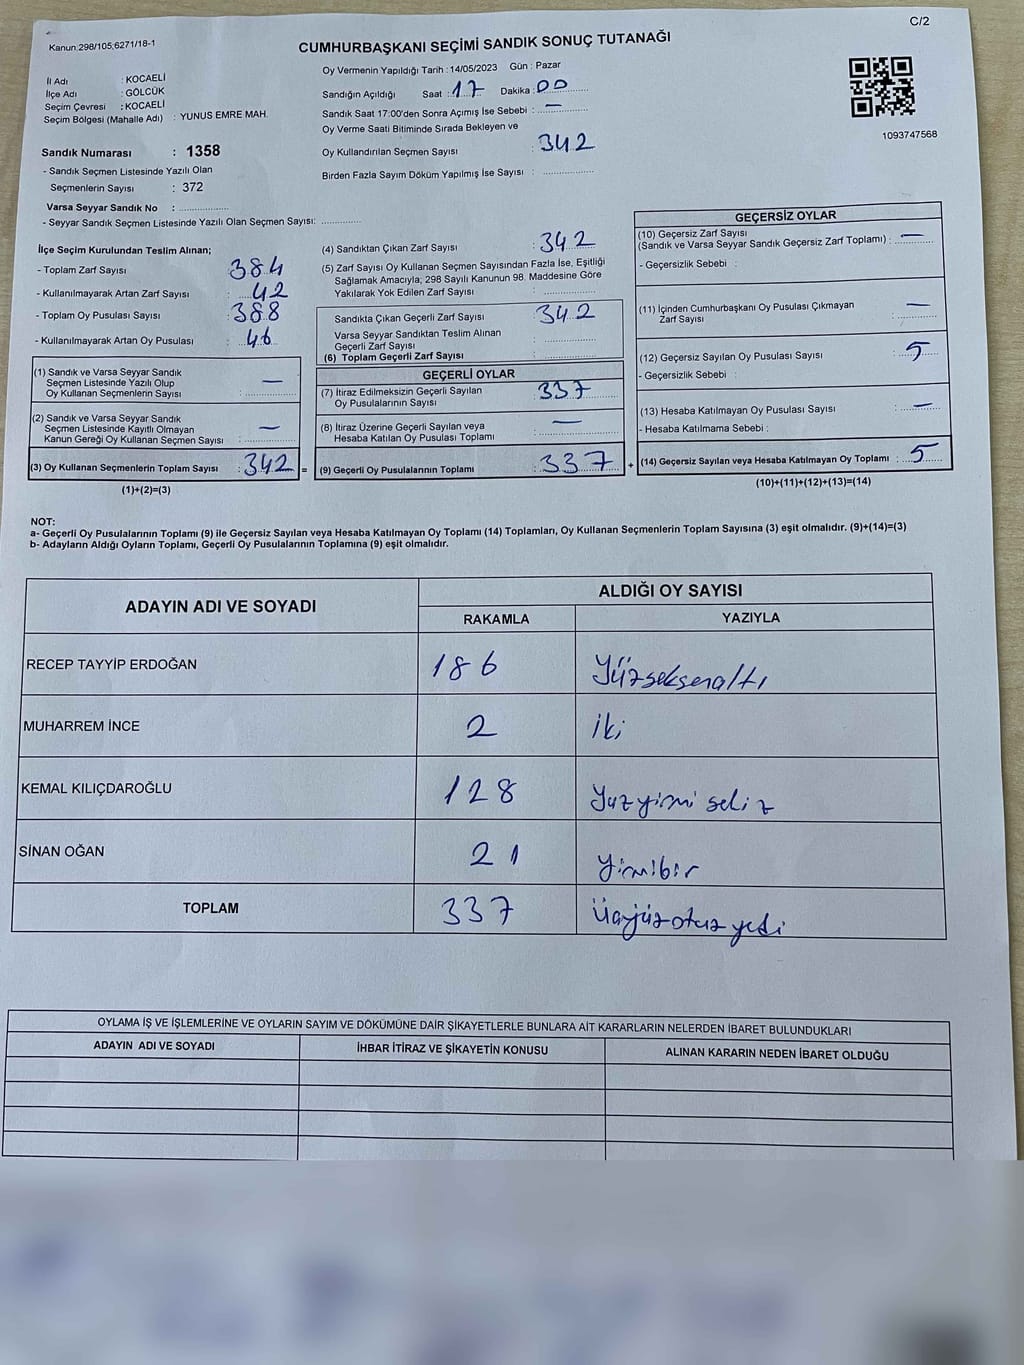 C/2
Kanun:298/105;6271/18-1
CUMHURBAŞKANI SEÇİMİ SANDIK SONUÇ TUTANAĞI
İl Adı : KOCAELİ
İlçe Adı : GÖLCÜK
Seçim Çevresi : KOCAELİ
Seçim Bölgesi (Mahalle Adı) : YUNUS EMRE MAH.
Oy Vermenin Yapıldığı Tarih : 14/05/2023 Gün : Pazar
Sandığın Açıldığı Saat : 17 Dakika : 00
Sandık Saat 17:00'den Sonra Açımış İse Sebebi : —
Oy Verme Saati Bitiminde Sırada Bekleyen ve
Oy Kullandırılan Seçmen Sayısı : 342
Birden Fazla Sayım Döküm Yapılmış İse Sayısı :
1093747568
Sandık Numarası : 1358
- Sandık Seçmen Listesinde Yazılı Olan
Seçmenlerin Sayısı : 372
Varsa Seyyar Sandık No :
- Seyyar Sandık Seçmen Listesinde Yazılı Olan Seçmen Sayısı:
İlçe Seçim Kurulundan Teslim Alınan;
- Toplam Zarf Sayısı : 384
- Kullanılmayarak Artan Zarf Sayısı : 42
- Toplam Oy Pusulası Sayısı : 388
- Kullanılmayarak Artan Oy Pusulası : 46
(1) Sandık ve Varsa Seyyar Sandık
Seçmen Listesinde Yazılı Olup
Oy Kullanan Seçmenlerin Sayısı : —
(2) Sandık ve Varsa Seyyar Sandık
Seçmen Listesinde Kayıtlı Olmayan
Kanun Gereği Oy Kullanan Seçmen Sayısı : —
(3) Oy Kullanan Seçmenlerin Toplam Sayısı : 342 =
(1)+(2)=(3)
(4) Sandıktan Çıkan Zarf Sayısı : 342
(5) Zarf Sayısı Oy Kullanan Seçmen Sayısından Fazla İse, Eşitliği
Sağlamak Amacıyla; 298 Sayılı Kanunun 98. Maddesine Göre
Yakılarak Yok Edilen Zarf Sayısı :
Sandıkta Çıkan Geçerli Zarf Sayısı : 342
Varsa Seyyar Sandıktan Teslim Alınan
Geçerli Zarf Sayısı :
(6) Toplam Geçerli Zarf Sayısı :
GEÇERLİ OYLAR
(7) İtiraz Edilmeksizin Geçerli Sayılan
Oy Pusulalarının Sayısı : 337
(8) İtiraz Üzerine Geçerli Sayılan veya
Hesaba Katılan Oy Pusulası Toplamı : —
(9) Geçerli Oy Pusulalarının Toplamı : 337 +
GEÇERSİZ OYLAR
(10) Geçersiz Zarf Sayısı
(Sandık ve Varsa Seyyar Sandık Geçersiz Zarf Toplamı) : —
- Geçersizlik Sebebi :
(11) İçinden Cumhurbaşkanı Oy Pusulası Çıkmayan
Zarf Sayısı : —
(12) Geçersiz Sayılan Oy Pusulası Sayısı : 5
- Geçersizlik Sebebi :
(13) Hesaba Katılmayan Oy Pusulası Sayısı : —
- Hesaba Katılmama Sebebi :
(14) Geçersiz Sayılan veya Hesaba Katılmayan Oy Toplamı : 5
(10)+(11)+(12)+(13)=(14)
NOT:
a- Geçerli Oy Pusulalarının Toplamı (9) ile Geçersiz Sayılan veya Hesaba Katılmayan Oy Toplamı (14) Toplamları, Oy Kullanan Seçmenlerin Toplam Sayısına (3) eşit olmalıdır. (9)+(14)=(3)
b- Adayların Aldığı Oyların Toplamı, Geçerli Oy Pusulalarının Toplamına (9) eşit olmalıdır.
ADAYIN ADI VE SOYADI
ALDIĞI OY SAYISI
RAKAMLA YAZIYLA
RECEP TAYYİP ERDOĞAN 186 Yüzseksenaltı
MUHARREM İNCE 2 iki
KEMAL KILIÇDAROĞLU 128 Yuzyirmi sekiz
SİNAN OĞAN 21 Yirmibir
TOPLAM 337 Üçyüzotuz yedi
OYLAMA İŞ VE İŞLEMLERİNE VE OYLARIN SAYIM VE DÖKÜMÜNE DAİR ŞİKAYETLERLE BUNLARA AİT KARARLARIN NELERDEN İBARET BULUNDUKLARI
ADAYIN ADI VE SOYADI İHBAR İTİRAZ VE ŞİKAYETİN KONUSU ALINAN KARARIN NEDEN İBARET OLDUĞU